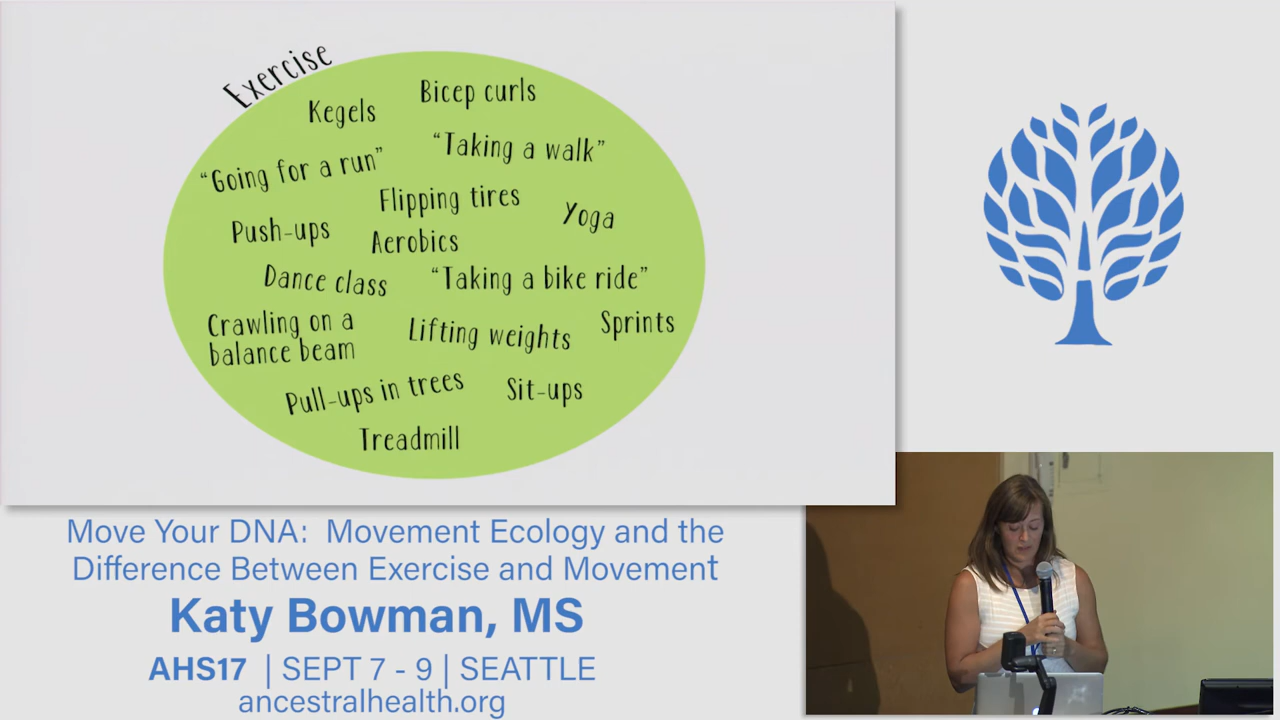 Exercise
Kegels
Bicep curls
“Going for a run”
“Taking a walk”
Flipping tires
Yoga
Push-ups
Aerobics
Dance class
“Taking a bike ride”
Crawling on a
balance beam
Lifting weights
Sprints
Pull-ups in trees
Sit-ups
Treadmill
Move Your DNA: Movement Ecology and the
Difference Between Exercise and Movement
Katy Bowman, MS
AHS17 | SEPT 7 - 9 | SEATTLE
ancestralhealth.org